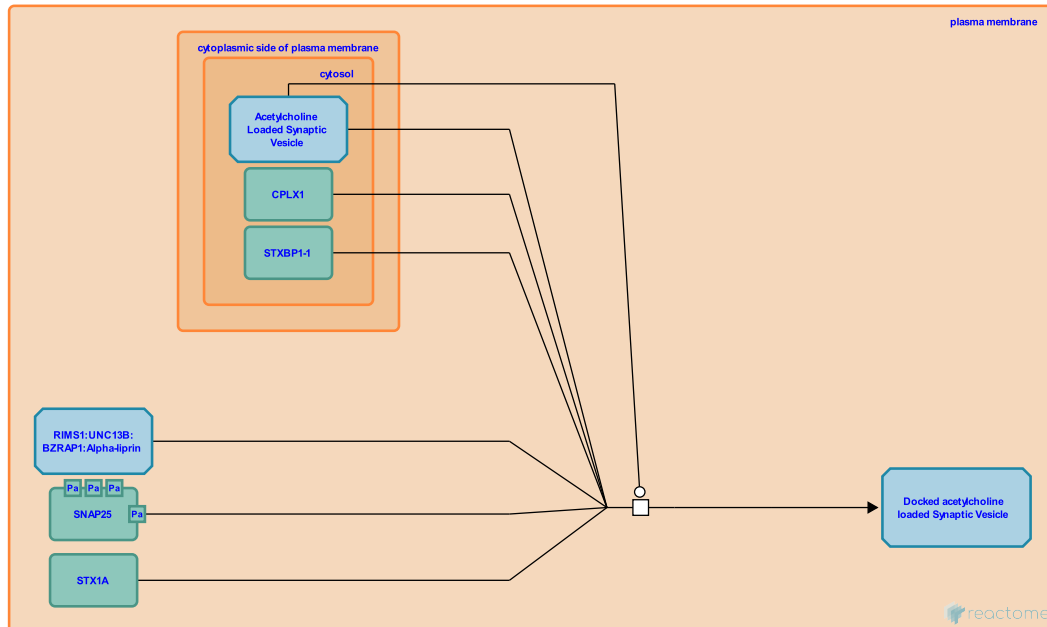 plasma membrane
cytoplasmic side of plasma membrane
cytosol
Acetylcholine
Loaded Synaptic
Vesicle
CPLX1
STXBP1-1
RIMS1:UNC13B:
BZRAP1:Alpha-liprin
Pa Pa Pa
SNAP25
Pa
STX1A
Docked acetylcholine
loaded Synaptic Vesicle
reactome